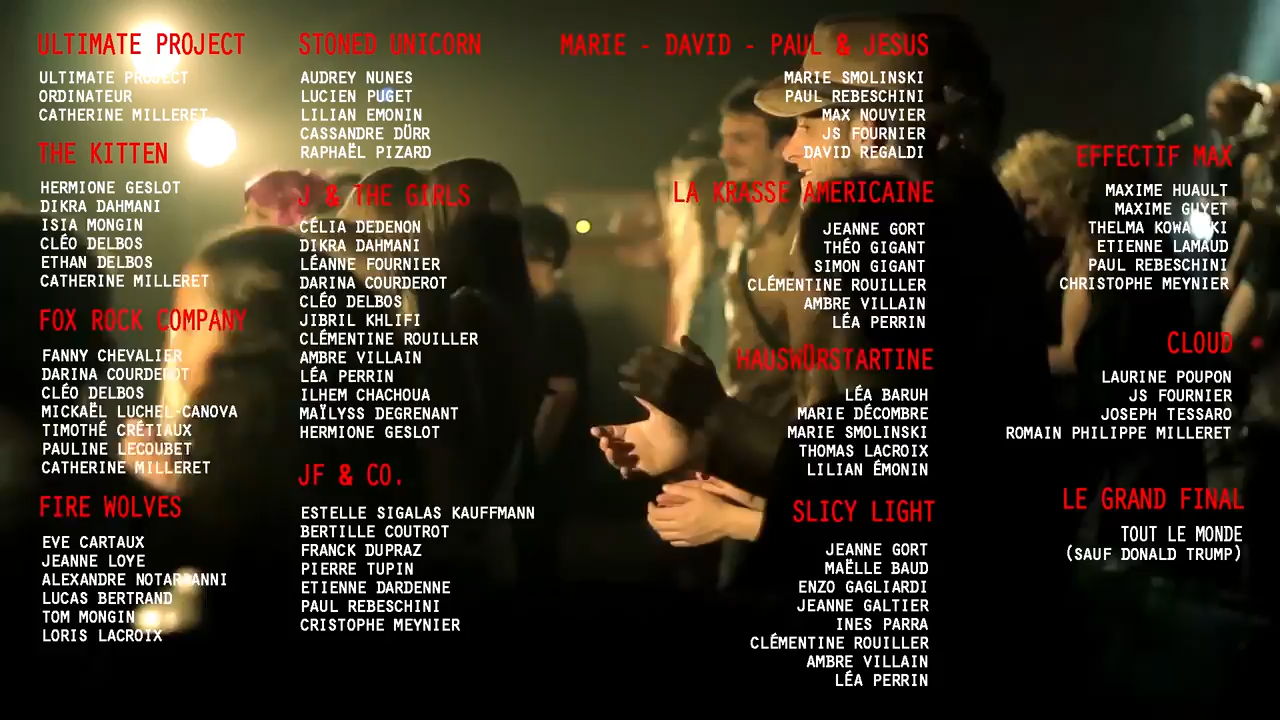 ULTIMATE PROJECT
ULTIMATE PROJECT
ORDINATEUR
CATHERINE MILLERET
THE KITTEN
HERMIONE GESLOT
DIKRA DAHMANI
ISIA MONGIN
CLÉO DELBOS
ETHAN DELBOS
CATHERINE MILLERET
FOX ROCK COMPANY
FANNY CHEVALIER
DARINA COURDEROT
CLÉO DELBOS
MICKAËL LUCHEL-CANOVA
TIMOTHÉ CRÉTIAUX
PAULINE LECOUBET
CATHERINE MILLERET
FIRE WOLVES
EVE CARTAUX
JEANNE LOYE
ALEXANDRE
LUCAS BERTRAND
TOM MONGIN
LORIS LACROIX
STONED UNICORN
AUDREY NUNES
LUCIEN PUGET
LILIAN EMONIN
CASSANDRE DÜRR
RAPHAËL PIZARD
J & THE GIRLS
CÉLIA DEDENON
DIKRA DAHMANI
LÉANNE FOURNIER
DARINA COURDEROT
CLÉO DELBOS
JIBRIL KHLIFI
CLÉMENTINE ROUILLER
AMBRE VILLAIN
LÉA PERRIN
ILHEM CHACHOUA
MAÏLYSS DEGRENANT
HERMIONE GESLOT
JF & CO.
ESTELLE SIGALAS KAUFFMANN
BERTILLE COUTROT
FRANCK DUPRAZ
PIERRE TUPIN
ETIENNE DARDENNE
PAUL REBESCHINI
CRISTOPHE MEYNIER
MARIE - DAVID - PAUL & JESUS
MARIE SMOLINSKI
PAUL REBESCHINI
MAX NOUVIER
JS FOURNIER
DAVID REGALDI
LA KRASSE AMERICAINE
JEANNE GORT
THÉO GIGANT
SIMON GIGANT
CLÉMENTINE ROUILLER
AMBRE VILLAIN
LÉA PERRIN
HAUSWÜRSTARTINE
LÉA BARUH
MARIE DÉCOMBRE
MARIE SMOLINSKI
THOMAS LACROIX
LILIAN ÉMONIN
SLICY LIGHT
JEANNE GORT
MAËLLE BAUD
ENZO GAGLIARDI
JEANNE GALTIER
INES PARRA
CLÉMENTINE ROUILLER
AMBRE VILLAIN
LÉA PERRIN
EFFECTIF MAX
MAXIME HUAULT
MAXIME GUYET
THELMA KOWALSKI
ETIENNE LAMAUD
PAUL REBESCHINI
CHRISTOPHE MEYNIER
CLOUD
LAURINE POUPON
JS FOURNIER
JOSEPH TESSARO
ROMAIN PHILIPPE MILLERET
LE GRAND FINAL
TOUT LE MONDE
(SAUF DONALD TRUMP)